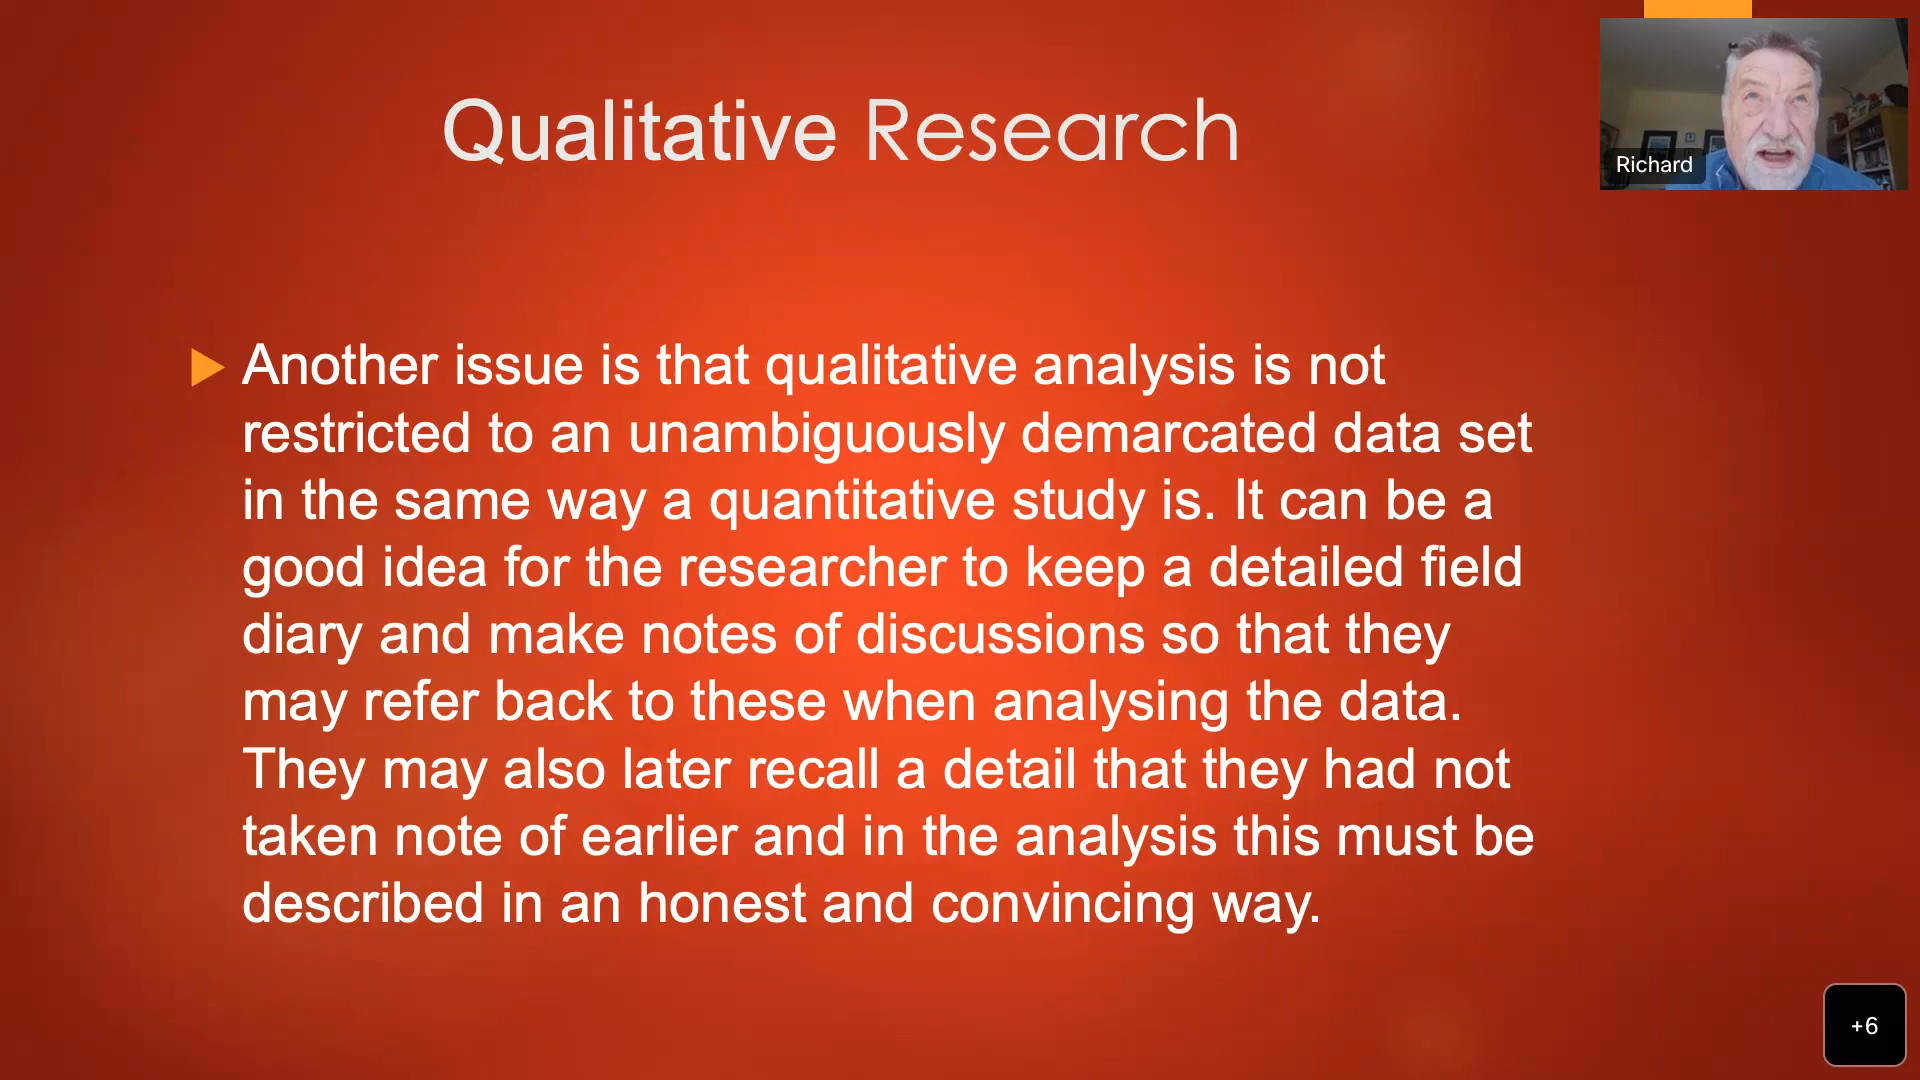 Qualitative Research
Richard
Another issue is that qualitative analysis is not
restricted to an unambiguously demarcated data set
in the same way a quantitative study is. It can be a
good idea for the researcher to keep a detailed field
diary and make notes of discussions so that they
may refer back to these when analysing the data.
They may also later recall a detail that they had not
taken note of earlier and in the analysis this must be
described in an honest and convincing way.
+6